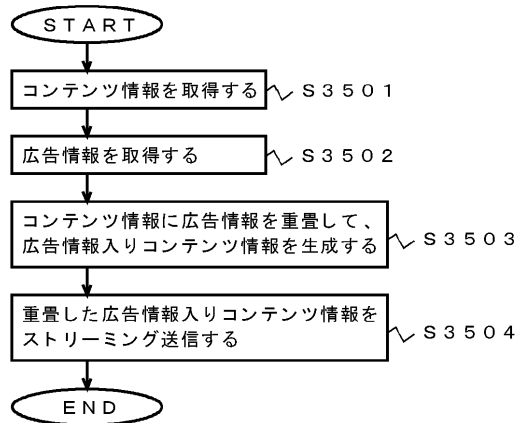 ＳＴＡＲＴ
コンテンツ情報を取得する
Ｓ３５０１
広告情報を取得する
Ｓ３５０２
コンテンツ情報に広告情報を重畳して、
広告情報入りコンテンツ情報を生成する
Ｓ３５０３
重畳した広告情報入りコンテンツ情報を
ストリーミング送信する
Ｓ３５０４
ＥＮＤ